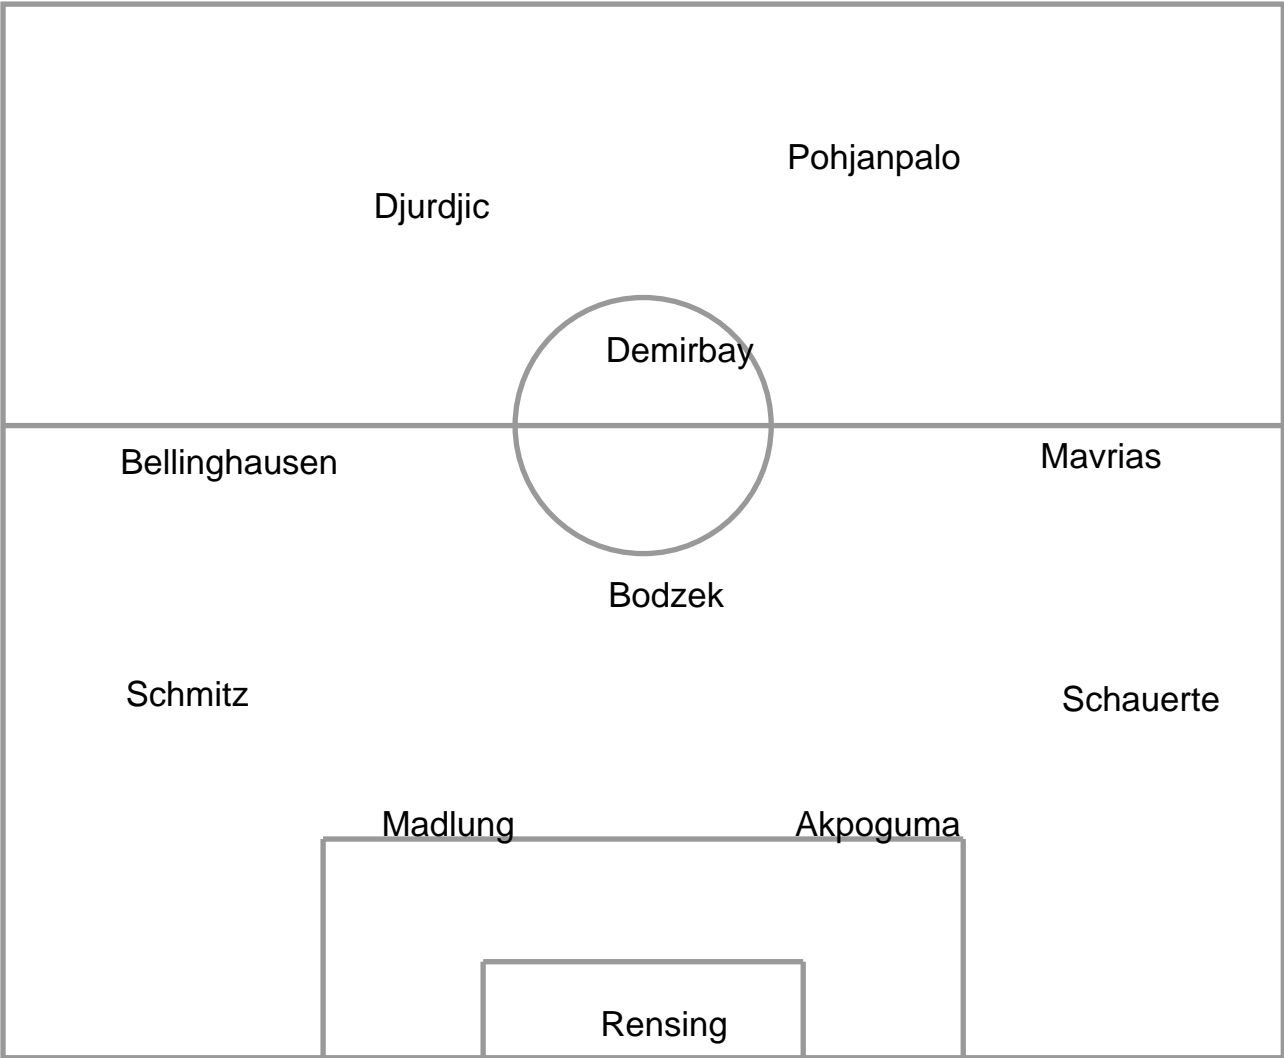 Pohjanpalo
Djurdjic
Demirbay
Mavrias
Bellinghausen
Bodzek
Schmitz
Schauerte
Madlung
Akpoguma
Rensing